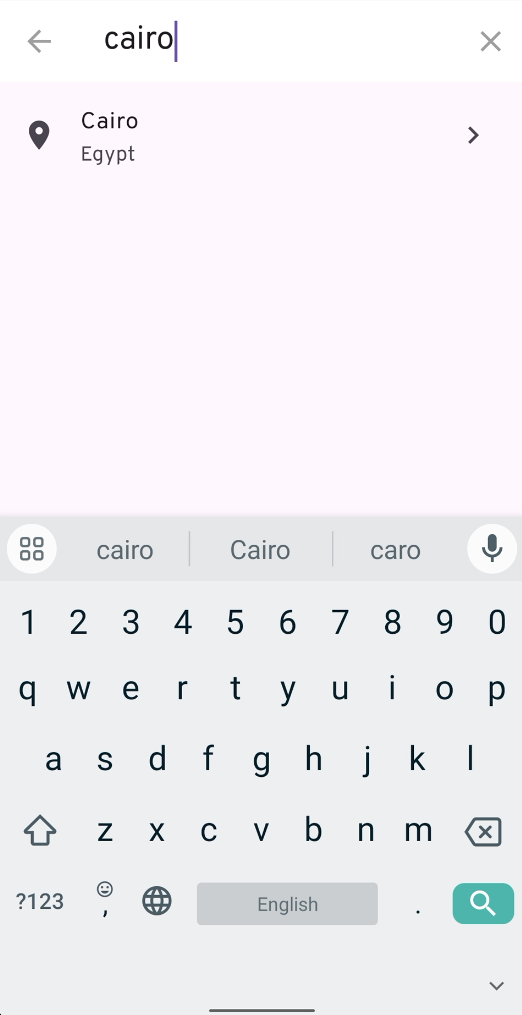 cairo
Cairo
Egypt
cairo Cairo caro
1 2 3 4 5 6 7 8 9 0
q w e r t y u i o p
a s d f g h j k l
z x c v b n m
?123 , English .